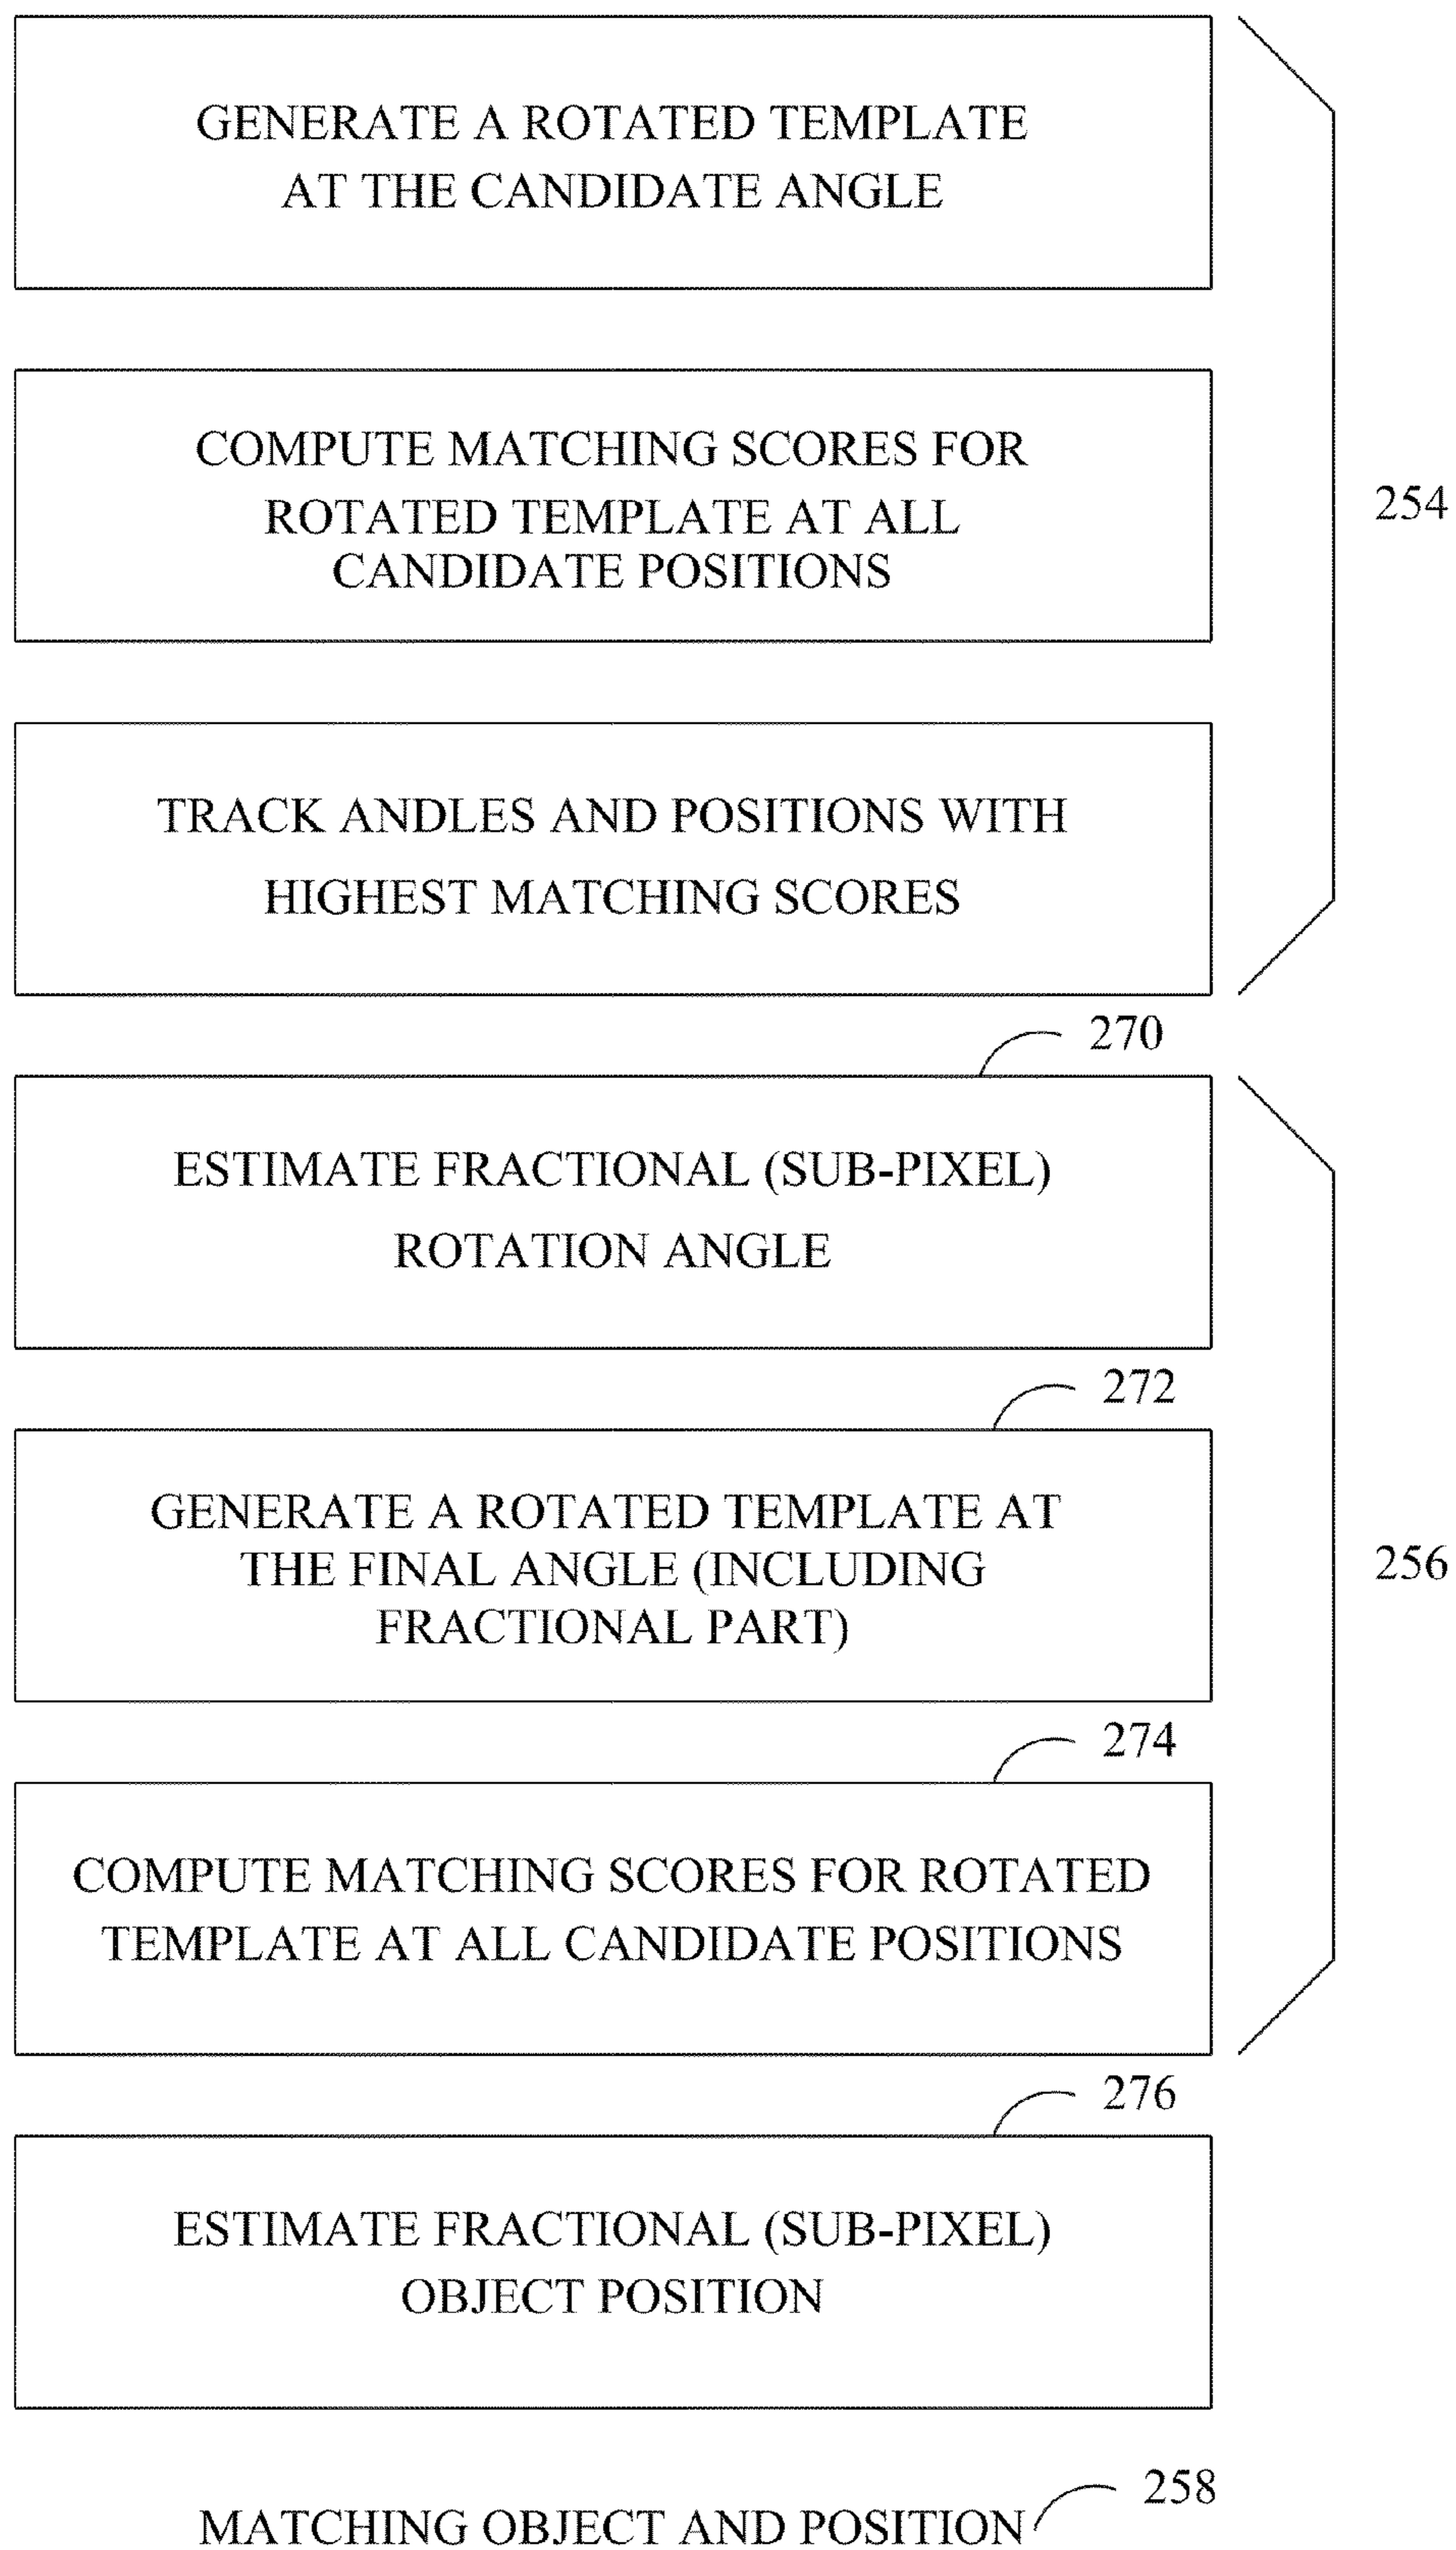 GENERATE A ROTATED TEMPLATE
AT THE CANDIDATE ANGLE
COMPUTE MATCHING SCORES FOR
ROTATED TEMPLATE AT ALL
CANDIDATE POSITIONS
254
TRACK ANDLES AND POSITIONS WITH
HIGHEST MATCHING SCORES
270
ESTIMATE FRACTIONAL (SUB-PIXEL)
ROTATION ANGLE
272
GENERATE A ROTATED TEMPLATE AT
THE FINAL ANGLE (INCLUDING
FRACTIONAL PART)
256
274
COMPUTE MATCHING SCORES FOR ROTATED
TEMPLATE AT ALL CANDIDATE POSITIONS
276
ESTIMATE FRACTIONAL (SUB-PIXEL)
OBJECT POSITION
258
MATCHING OBJECT AND POSITION